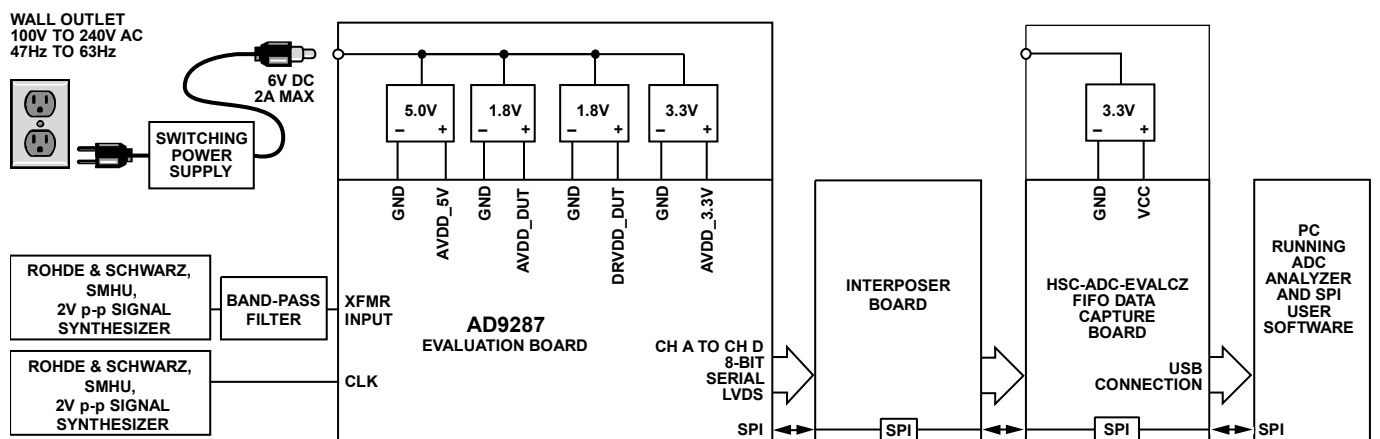 WALL OUTLET
100V TO 240V AC
47Hz TO 63Hz
6V DC
2A MAX
SWITCHING
POWER
SUPPLY
5.0V
– +
1.8V
– +
1.8V
– +
3.3V
– +
GND
AVDD_5V
GND
AVDD_DUT
GND
DRVDD_DUT
GND
AVDD_3.3V
3.3V
– +
GND
VCC
ROHDE & SCHWARZ,
SMHU,
2V p-p SIGNAL
SYNTHESIZER
BAND-PASS
FILTER
XFMR
INPUT
ROHDE & SCHWARZ,
SMHU,
2V p-p SIGNAL
SYNTHESIZER
CLK
AD9287
EVALUATION BOARD
CH A TO CH D
8-BIT
SERIAL
LVDS
SPI
INTERPOSER
BOARD
SPI
HSC-ADC-EVALCZ
FIFO DATA
CAPTURE
BOARD
USB
CONNECTION
SPI
PC
RUNNING
ADC
ANALYZER
AND SPI
USER
SOFTWARE
SPI